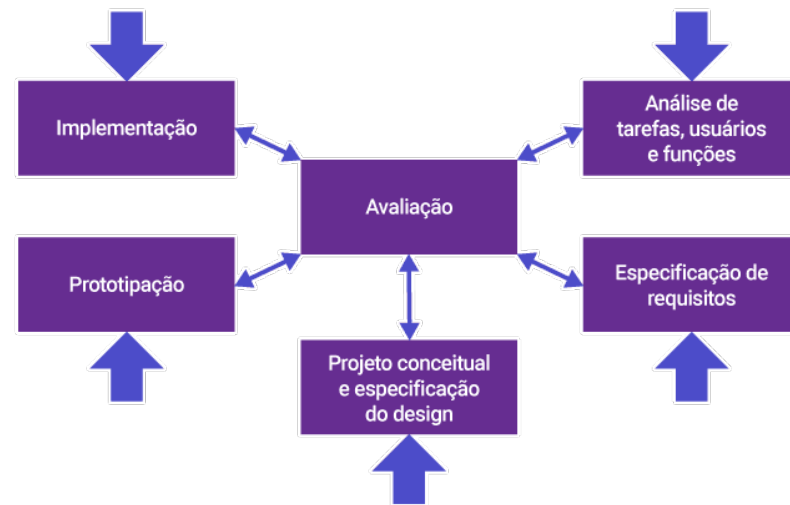 Implementação
Análise de
tarefas, usuários
e funções
Avaliação
Prototipação
Especificação de
requisitos
Projeto conceitual
e especificação
do design